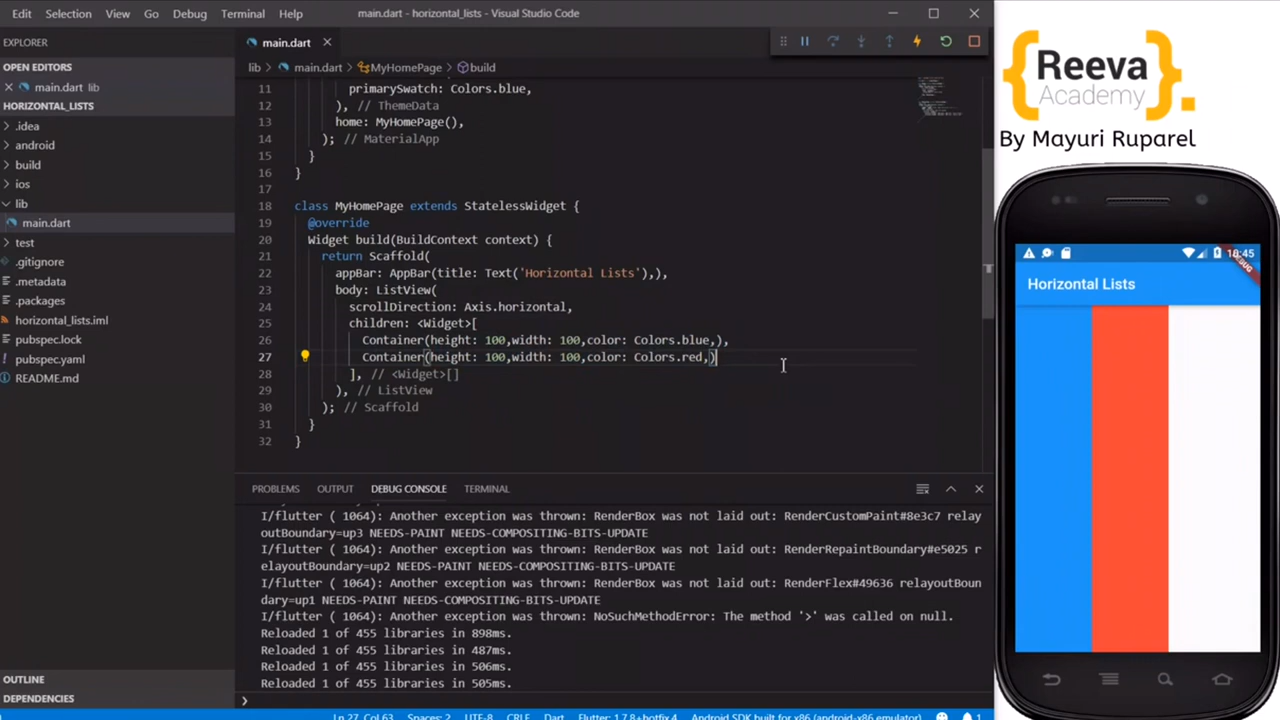 Edit Selection View Go Debug Terminal Help main.dart - horizontal_lists - Visual Studio Code
EXPLORER
OPEN EDITORS
main.dart lib
HORIZONTAL_LISTS
.idea
android
build
ios
lib
main.dart
test
.gitignore
.metadata
.packages
horizontal_lists.iml
pubspec.lock
pubspec.yaml
README.md
OUTLINE
DEPENDENCIES
main.dart
lib > main.dart > MyHomePage > build
11 primarySwatch: Colors.blue,
12 ), // ThemeData
13 home: MyHomePage(),
14 ); // MaterialApp
15 }
16 }
17
18 class MyHomePage extends StatelessWidget {
19 @override
20 Widget build(BuildContext context) {
21 return Scaffold(
22 appBar: AppBar(title: Text('Horizontal Lists'),),
23 body: ListView(
24 scrollDirection: Axis.horizontal,
25 children: <Widget>[
26 Container(height: 100,width: 100,color: Colors.blue,),
27 Container(height: 100,width: 100,color: Colors.red,)
28 ], // <Widget>[]
29 ), // ListView
30 ); // Scaffold
31 }
32 }
PROBLEMS OUTPUT DEBUG CONSOLE TERMINAL
I/flutter ( 1064): Another exception was thrown: RenderBox was not laid out: RenderCustomPaint#8e3c7 relay
outBoundary=up3 NEEDS-PAINT NEEDS-COMPOSITING-BITS-UPDATE
I/flutter ( 1064): Another exception was thrown: RenderBox was not laid out: RenderRepaintBoundary#e5025 r
elayoutBoundary=up2 NEEDS-PAINT NEEDS-COMPOSITING-BITS-UPDATE
I/flutter ( 1064): Another exception was thrown: RenderBox was not laid out: RenderFlex#49636 relayoutBoun
dary=up1 NEEDS-PAINT NEEDS-COMPOSITING-BITS-UPDATE
I/flutter ( 1064): Another exception was thrown: NoSuchMethodError: The method '>' was called on null.
Reloaded 1 of 455 libraries in 898ms.
Reloaded 1 of 455 libraries in 487ms.
Reloaded 1 of 455 libraries in 506ms.
Reloaded 1 of 455 libraries in 505ms.
Ln 27, Col 63 Spaces: 2 UTF-8 CRLF Dart Flutter: 1.7.8+hotfix.4 Android SDK built for x86 (android-x86 emulator) 1
Reeva
Academy
By Mayuri Ruparel
10:45
DEBUG
Horizontal Lists